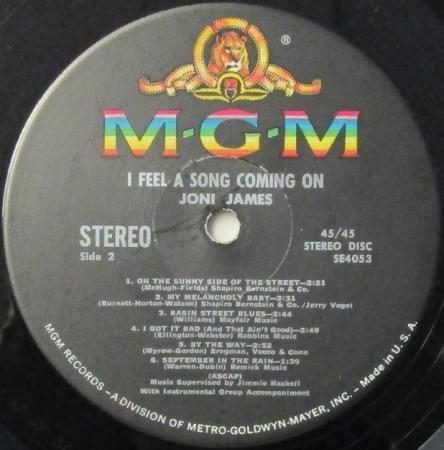 ®
M-G-M
I FEEL A SONG COMING ON
JONI JAMES
STEREO
Side 2
45/45
STEREO DISC
SE4053
1. ON THE SUNNY SIDE OF THE STREET—2:21
(McHugh-Fields) Shapiro Bernstein & Co.
2. MY MELANCHOLY BABY—3:31
(Burnett-Norton-Watson) Shapiro Bernstein & Co./Jerry Vogel
3. BASIN STREET BLUES—2:44
(Williams) Mayfair Music
4. I GOT IT BAD (And That Ain't Good)—2:49
(Ellington-Webster) Robbins Music
5. BY THE WAY—2:52
(Myrow-Gordon) Bregman, Vocco & Conn
6. SEPTEMBER IN THE RAIN—1:39
(Warren-Dubin) Remick Music
(ASCAP)
Music Supervised by Jimmie Haskell
With Instrumental Group Accompaniment
MGM RECORDS - A DIVISION OF METRO-GOLDWYN-MAYER, INC. - Made in U. S. A.